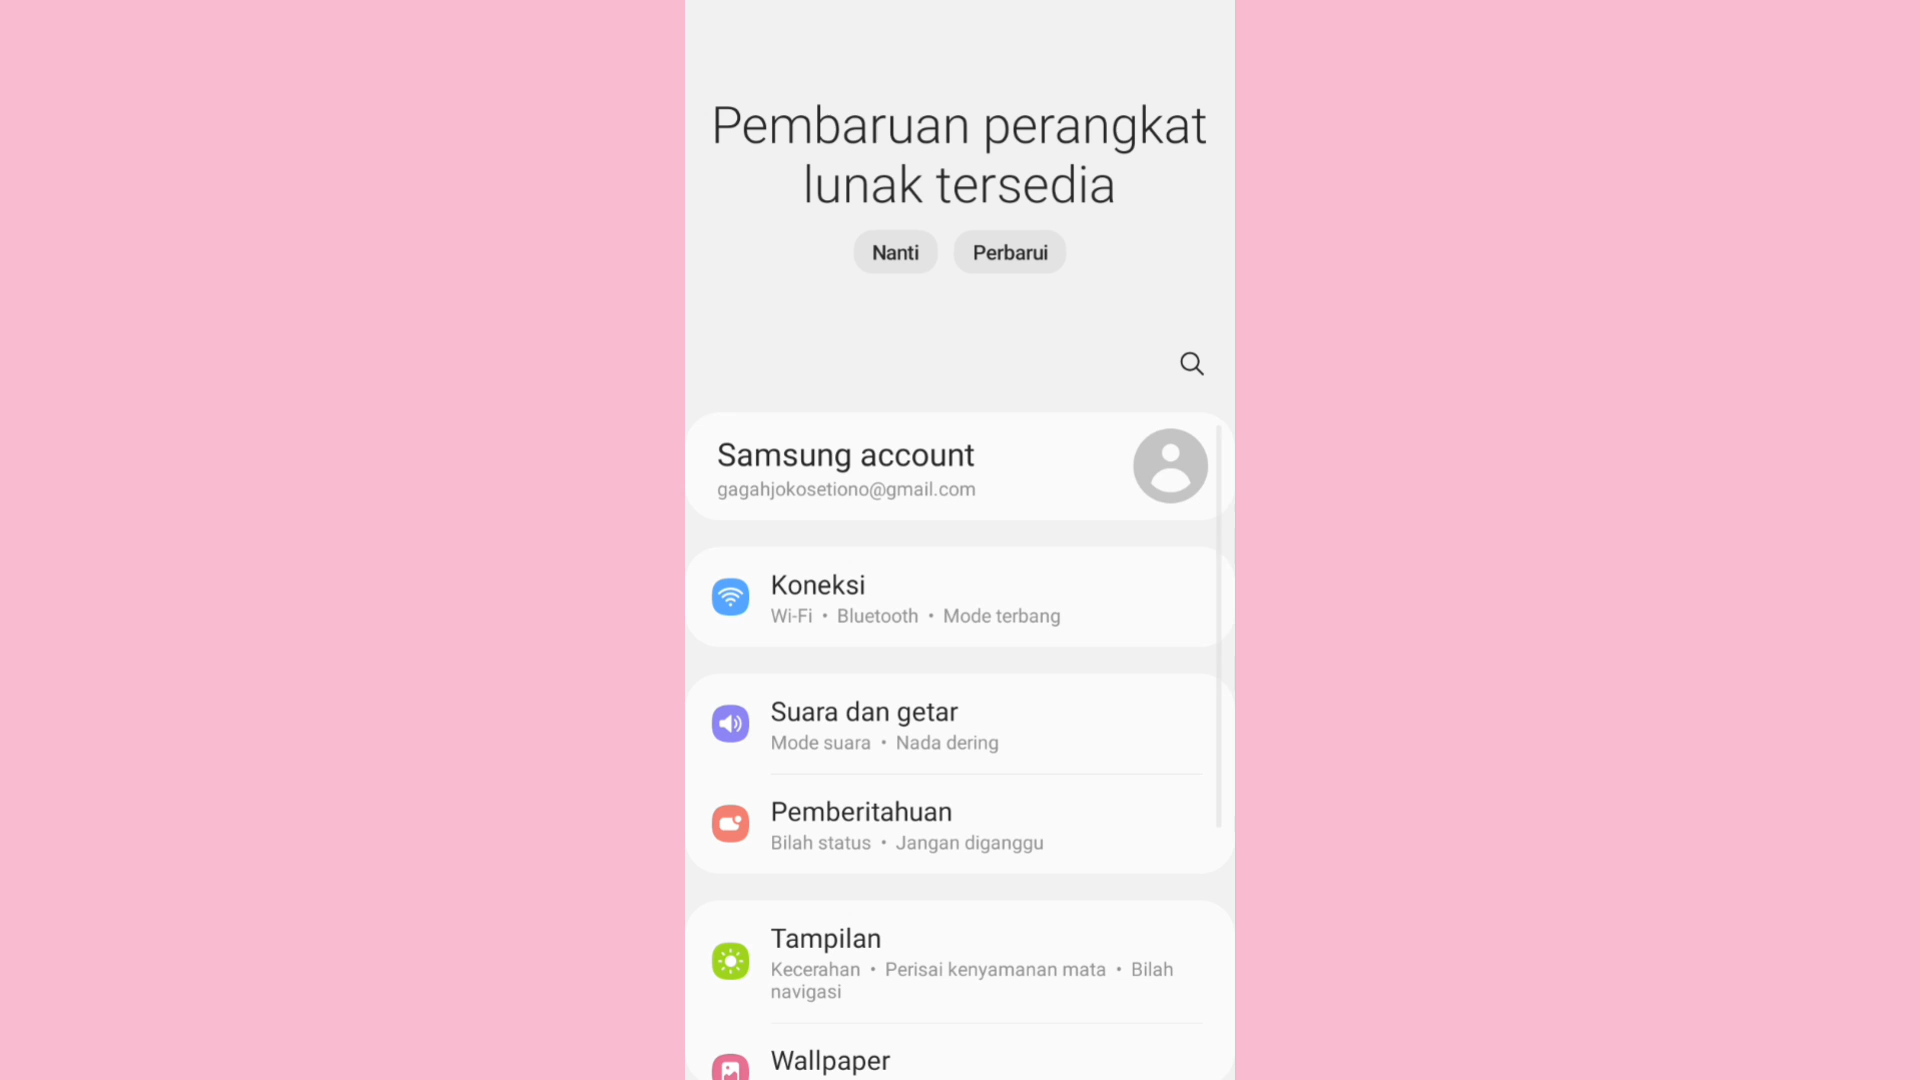 Pembaruan perangkat
lunak tersedia
Nanti
Perbarui
Samsung account
gagahjokosetiono@gmail.com
Koneksi
Wi-Fi • Bluetooth • Mode terbang
Suara dan getar
Mode suara • Nada dering
Pemberitahuan
Bilah status • Jangan diganggu
Tampilan
Kecerahan • Perisai kenyamanan mata • Bilah
navigasi
Wallpaper